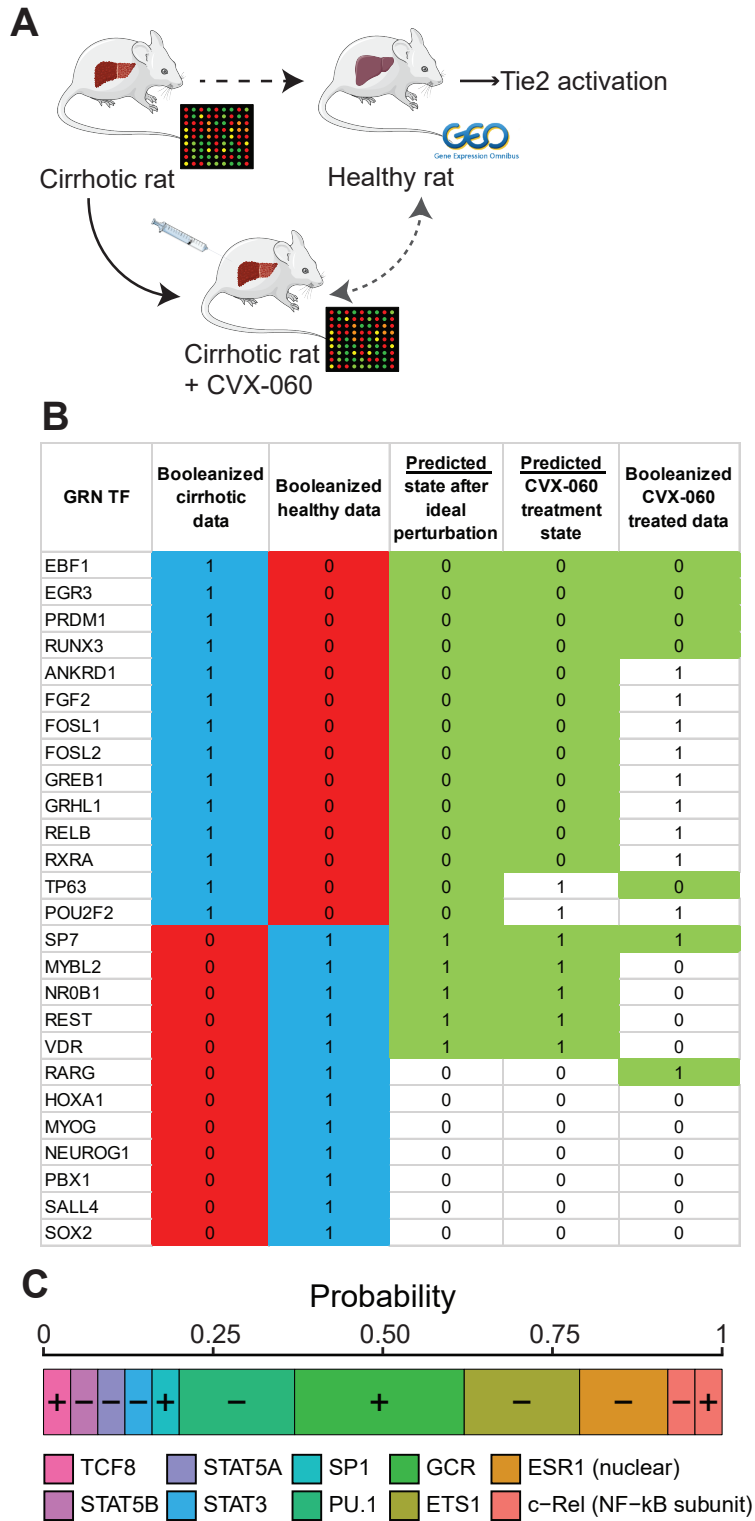 A
→Tie2 activation
GEO
Gene Expression Omnibus
Cirrhotic rat
Healthy rat
Cirrhotic rat
+ CVX-060
B
GRN TF
Booleanized
cirrhotic
data
Booleanized
healthy data
Predicted
state after
ideal
perturbation
Predicted
CVX-060
treatment
state
Booleanized
CVX-060
treated data
EBF1 1 0 0 0 0
EGR3 1 0 0 0 0
PRDM1 1 0 0 0 0
RUNX3 1 0 0 0 0
ANKRD1 1 0 0 0 1
FGF2 1 0 0 0 1
FOSL1 1 0 0 0 1
FOSL2 1 0 0 0 1
GREB1 1 0 0 0 1
GRHL1 1 0 0 0 1
RELB 1 0 0 0 1
RXRA 1 0 0 0 1
TP63 1 0 0 1 0
POU2F2 1 0 0 1 1
SP7 0 1 1 1 1
MYBL2 0 1 1 1 0
NR0B1 0 1 1 1 0
REST 0 1 1 1 0
VDR 0 1 1 1 0
RARG 0 1 0 0 1
HOXA1 0 1 0 0 0
MYOG 0 1 0 0 0
NEUROG1 0 1 0 0 0
PBX1 0 1 0 0 0
SALL4 0 1 0 0 0
SOX2 0 1 0 0 0
C
Probability
0 0.25 0.50 0.75 1
+ − − − + − + − − − +
TCF8 STAT5A SP1 GCR ESR1 (nuclear)
STAT5B STAT3 PU.1 ETS1 c−Rel (NF−kB subunit)